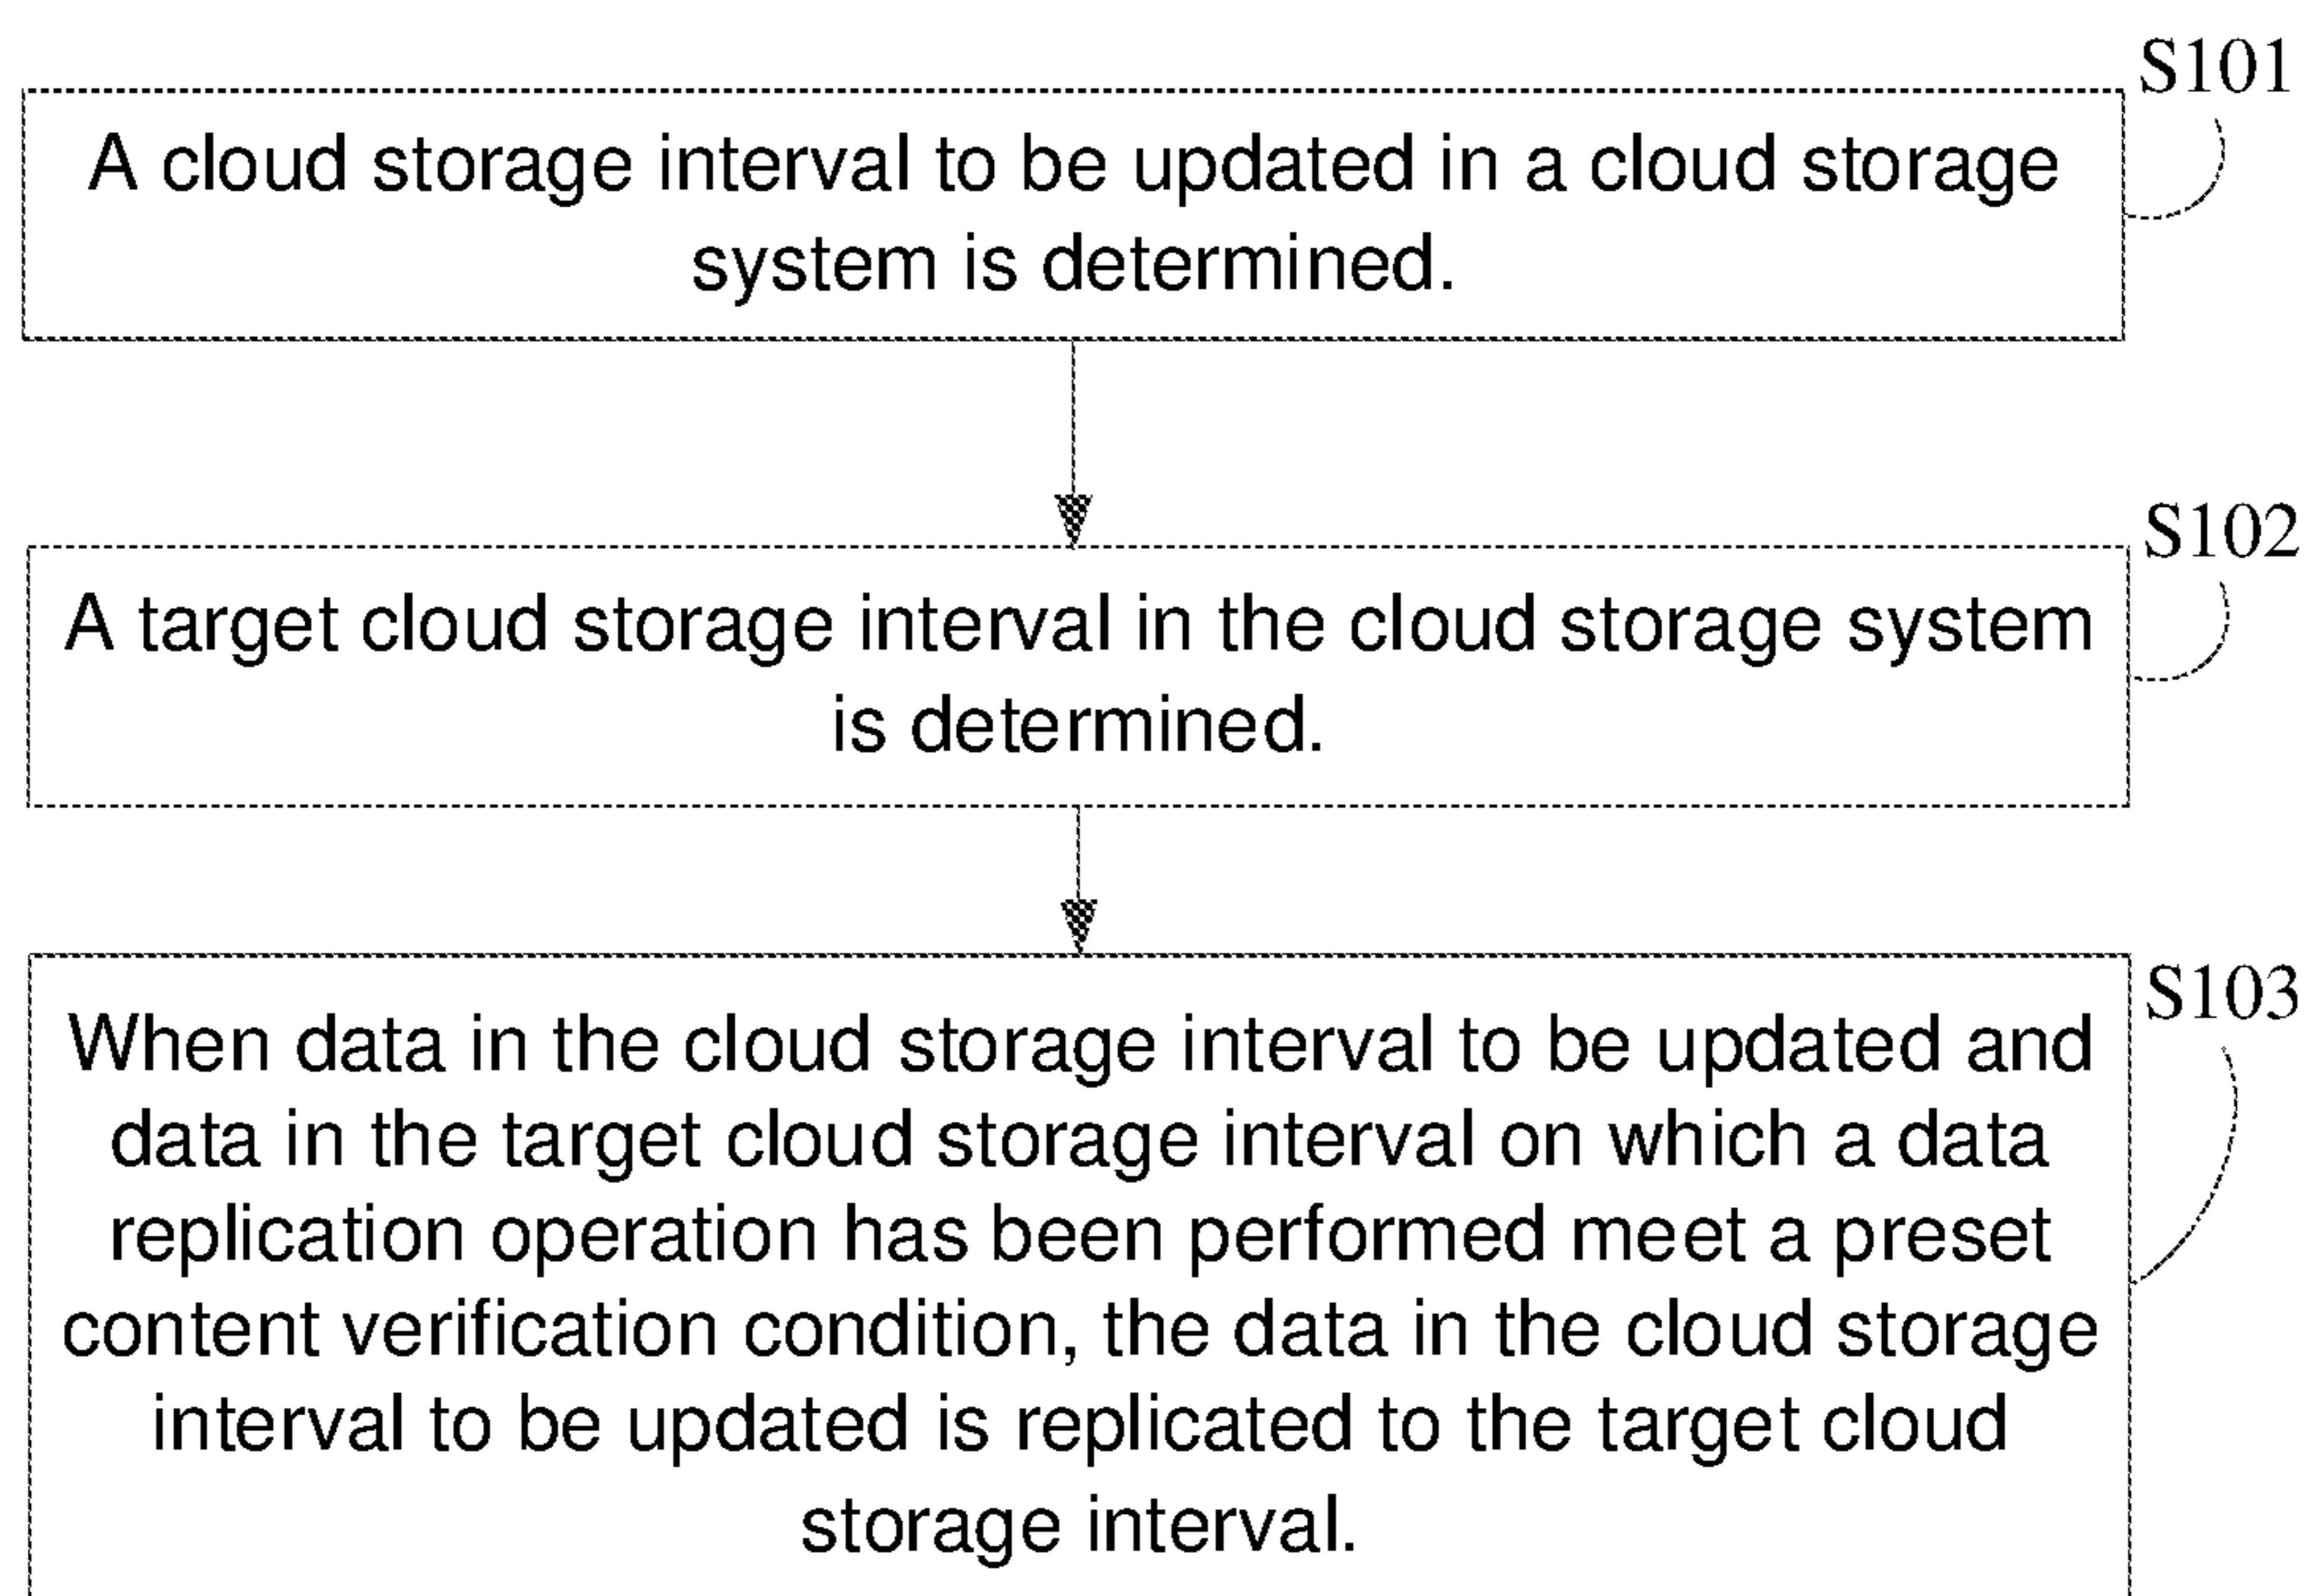 S101
A cloud storage interval to be updated in a cloud storage
system is determined.
S102
A target cloud storage interval in the cloud storage system
is determined.
S103
When data in the cloud storage interval to be updated and
data in the target cloud storage interval on which a data
replication operation has been performed meet a preset
content verification condition, the data in the cloud storage
interval to be updated is replicated to the target cloud
storage interval.